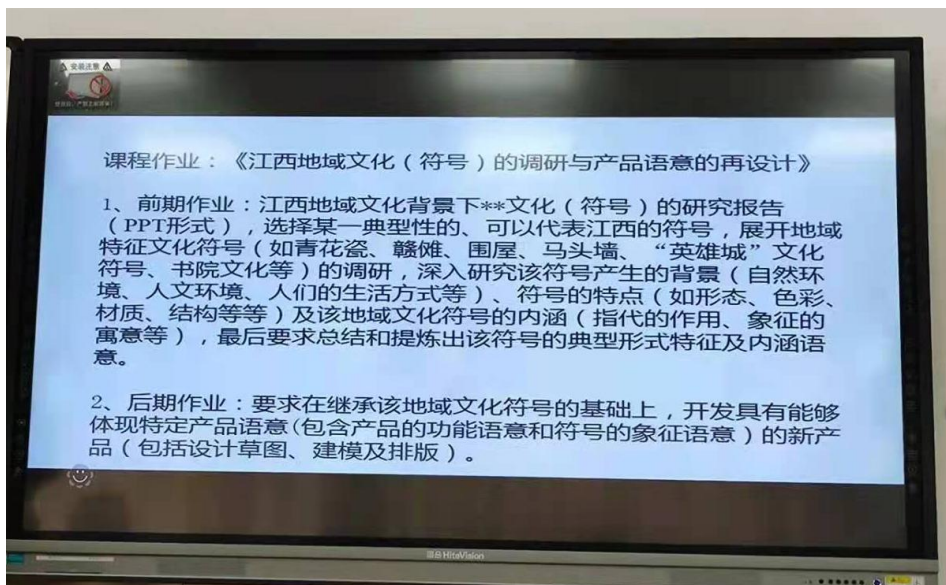 安装注意
课程作业：《江西地域文化（符号）的调研与产品语意的再设计》
1、前期作业：江西地域文化背景下**文化（符号）的研究报告
（PPT形式），选择某一典型性的、可以代表江西的符号，展开地域
特征文化符号（如青花瓷、赣傩、围屋、马头墙、“英雄城”文化
符号、书院文化等）的调研，深入研究该符号产生的背景（自然环
境、人文环境、人们的生活方式等）、符号的特点（如形态、色彩、
材质、结构等等）及该地域文化符号的内涵（指代的作用、象征的
寓意等），最后要求总结和提炼出该符号的典型形式特征及内涵语
意。
2、后期作业：要求在继承该地域文化符号的基础上，开发具有能够
体现特定产品语意(包含产品的功能语意和符号的象征语意）的新产
品（包括设计草图、建模及排版）。
HiteVision